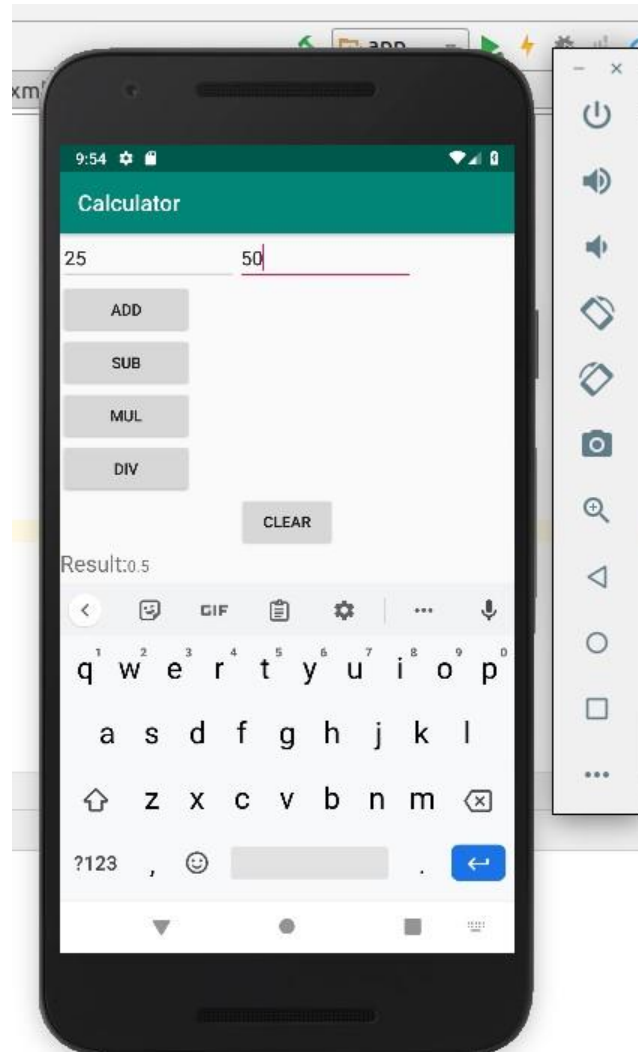 app
xml
9:54
Calculator
25 50
ADD
SUB
MUL
DIV
CLEAR
Result:0.5
GIF
1 2 3 4 5 6 7 8 9 0
q w e r t y u i o p
a s d f g h j k l
z x c v b n m
?123 , .